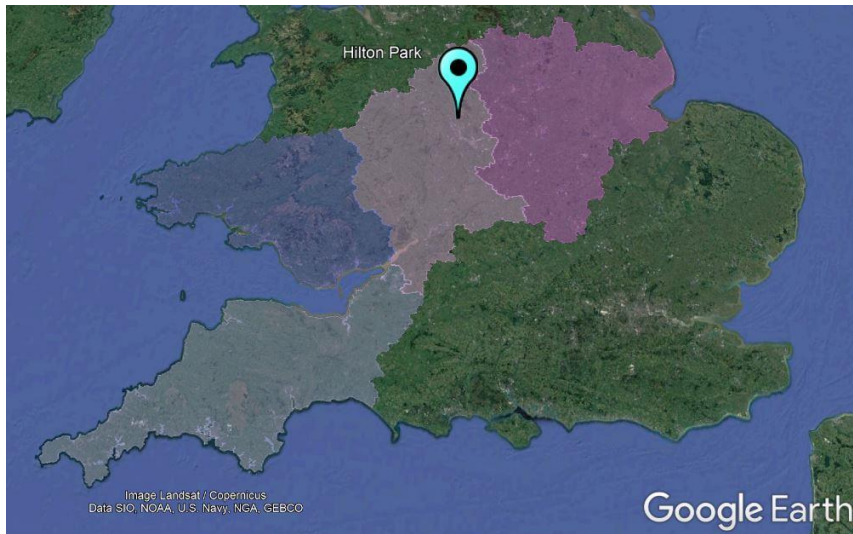 Hilton Park
Image Landsat / Copernicus
Data SIO, NOAA, U.S. Navy, NGA, GEBCO
Google Earth